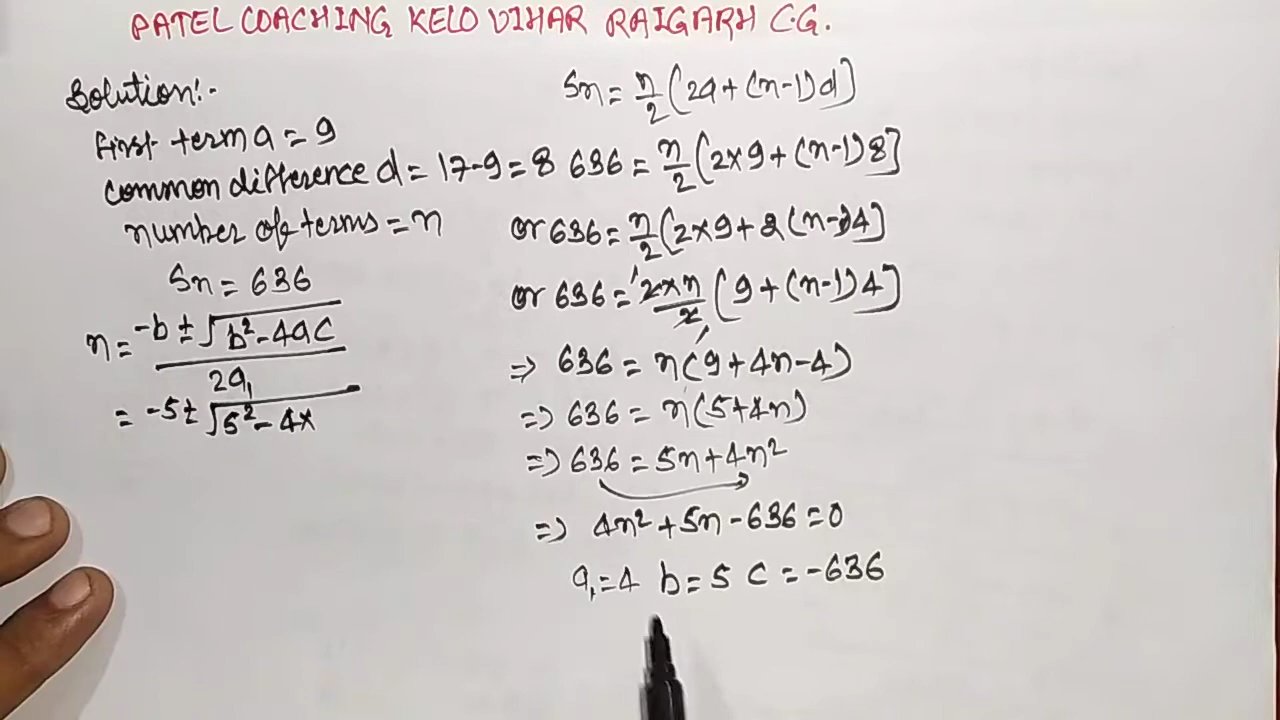 PATEL COACHING KELO VIHAR RAIGARH C.G.
Solution:-
First term a = 9
common difference d = 17-9 = 8
number of terms = n
Sn = 636
n = -b ± √b²-4ac / 2a₁
= -5 ± √5²-4×
Sn = n/2 (2a + (n-1)d]
636 = n/2 (2×9 + (n-1)8]
or 636 = n/2 (2×9 + 2(n-1)4]
or 636 = 2×n/2 (9 + (n-1)4]
=> 636 = n(9 + 4n-4)
=> 636 = n(5+4n)
=> 636 = 5n+4n²
=> 4n²+5n-636=0
a₁=4 b=5 c=-636